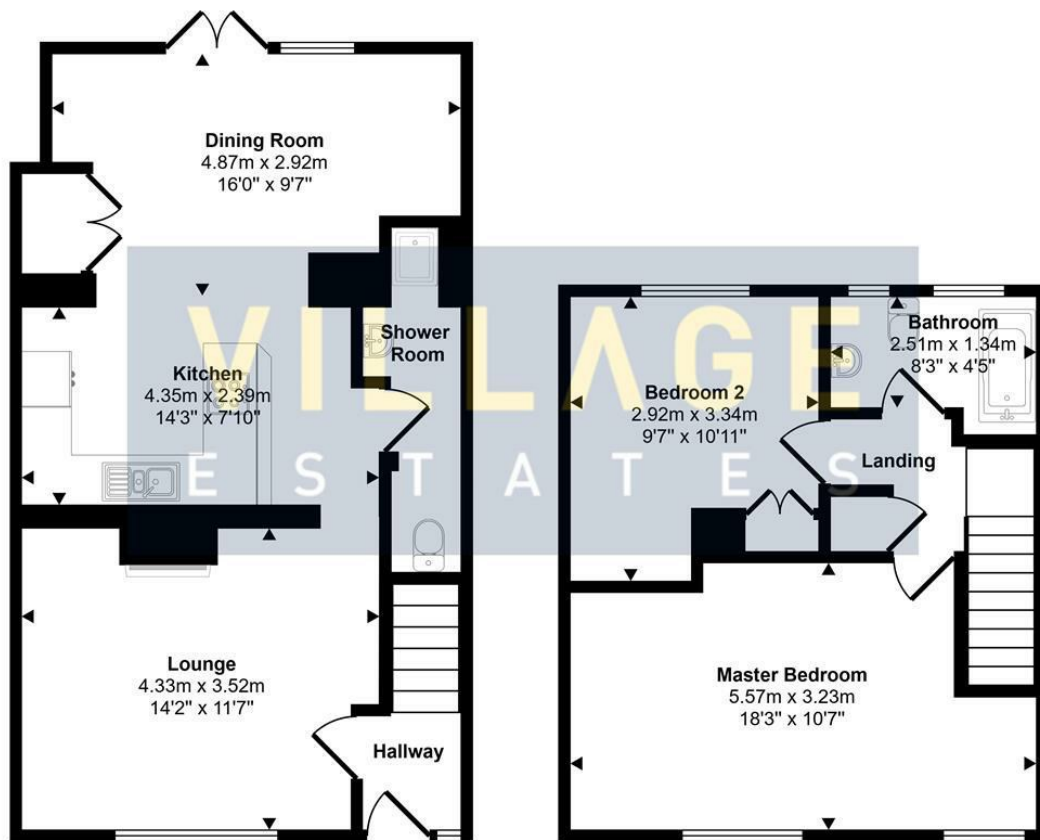 Dining Room
4.87m x 2.92m
16'0" x 9'7"
VILLAGE
ESTATES
Shower
Room
Kitchen
4.35m x 2.39m
14'3" x 7'10"
Lounge
4.33m x 3.52m
14'2" x 11'7"
Hallway
Bathroom
2.51m x 1.34m
8'3" x 4'5"
Bedroom 2
2.92m x 3.34m
9'7" x 10'11"
Landing
Master Bedroom
5.57m x 3.23m
18'3" x 10'7"